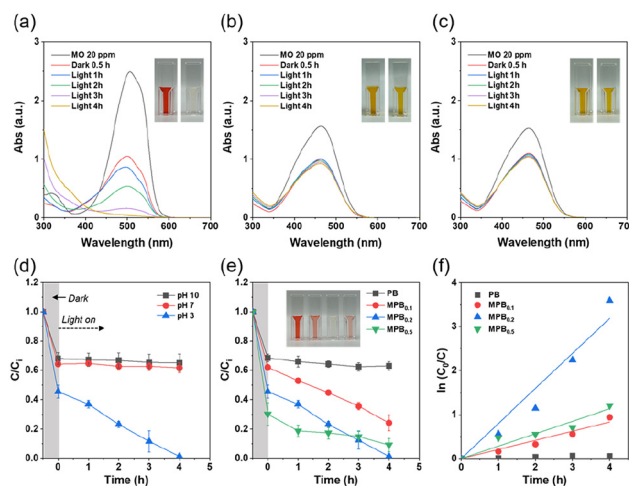 (a)
MO 20 ppm
Dark 0.5 h
Light 1h
Light 2h
Light 3h
Light 4h
Abs (a.u.)
3
2
1
0
300 400 500 600 700
Wavelength (nm)
(b)
MO 20 ppm
Dark 0.5 h
Light 1h
Light 2h
Light 3h
Light 4h
Abs (a.u.)
3
2
1
0
300 400 500 600 700
Wavelength (nm)
(c)
MO 20 ppm
Dark 0.5 h
Light 1h
Light 2h
Light 3h
Light 4h
Abs (a.u.)
3
2
1
0
300 400 500 600 700
Wavelength (nm)
(d)
Dark
Light on
pH 10
pH 7
pH 3
C/Cᵢ
1.4
1.2
1.0
0.8
0.6
0.4
0.2
0.0
0 1 2 3 4 5
Time (h)
(e)
PB
MPB₀.₁
MPB₀.₂
MPB₀.₅
C/Cᵢ
1.4
1.2
1.0
0.8
0.6
0.4
0.2
0.0
0 1 2 3 4 5
Time (h)
(f)
PB
MPB₀.₁
MPB₀.₂
MPB₀.₅
ln (C₀/C)
4
3
2
1
0
0 1 2 3 4
Time (h)